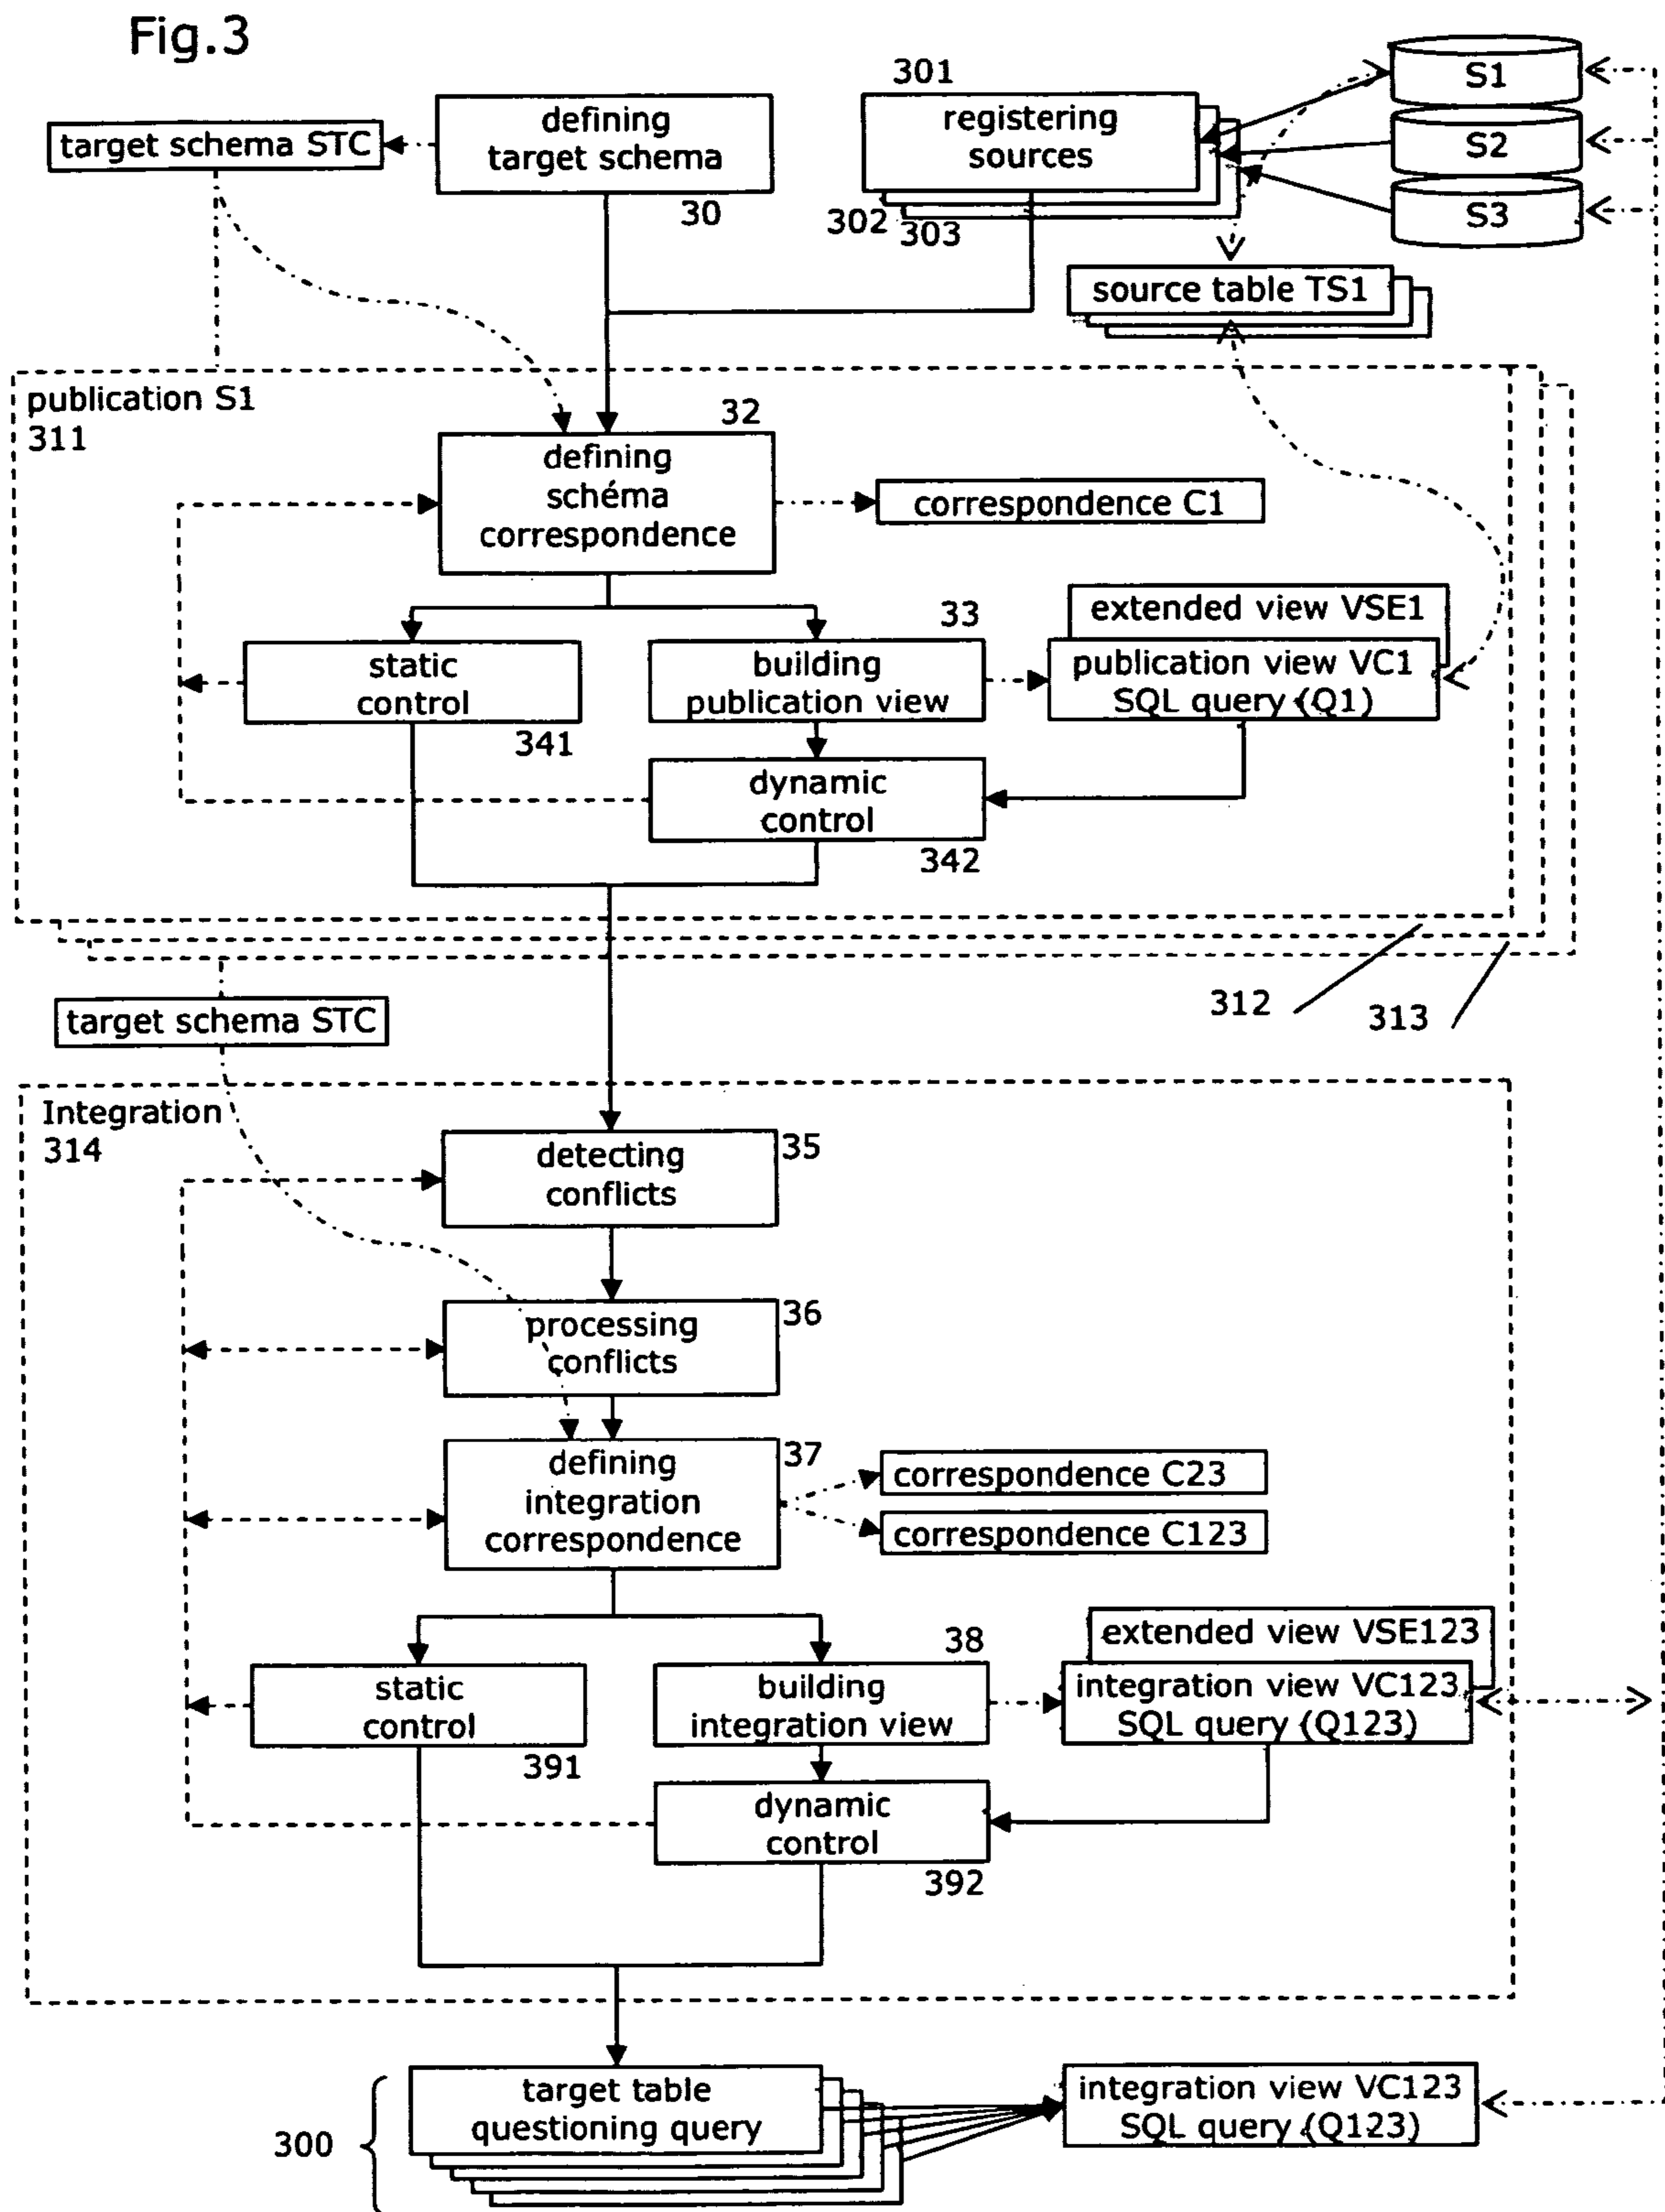 Fig.3
301
S1
target schema STC
defining
target schema
registering
sources
S2
30
302
303
S3
source table TS1
publication S1
311
32
defining
schéma
correspondence
correspondence C1
33
extended view VSE1
static
control
building
publication view
publication view VC1
SQL query (Q1)
341
dynamic
control
342
312
313
target schema STC
Integration
314
35
detecting
conflicts
36
processing
conflicts
37
defining
integration
correspondence
correspondence C23
correspondence C123
38
extended view VSE123
static
control
building
integration view
integration view VC123
SQL query (Q123)
391
dynamic
control
392
300
target table
questioning query
integration view VC123
SQL query (Q123)